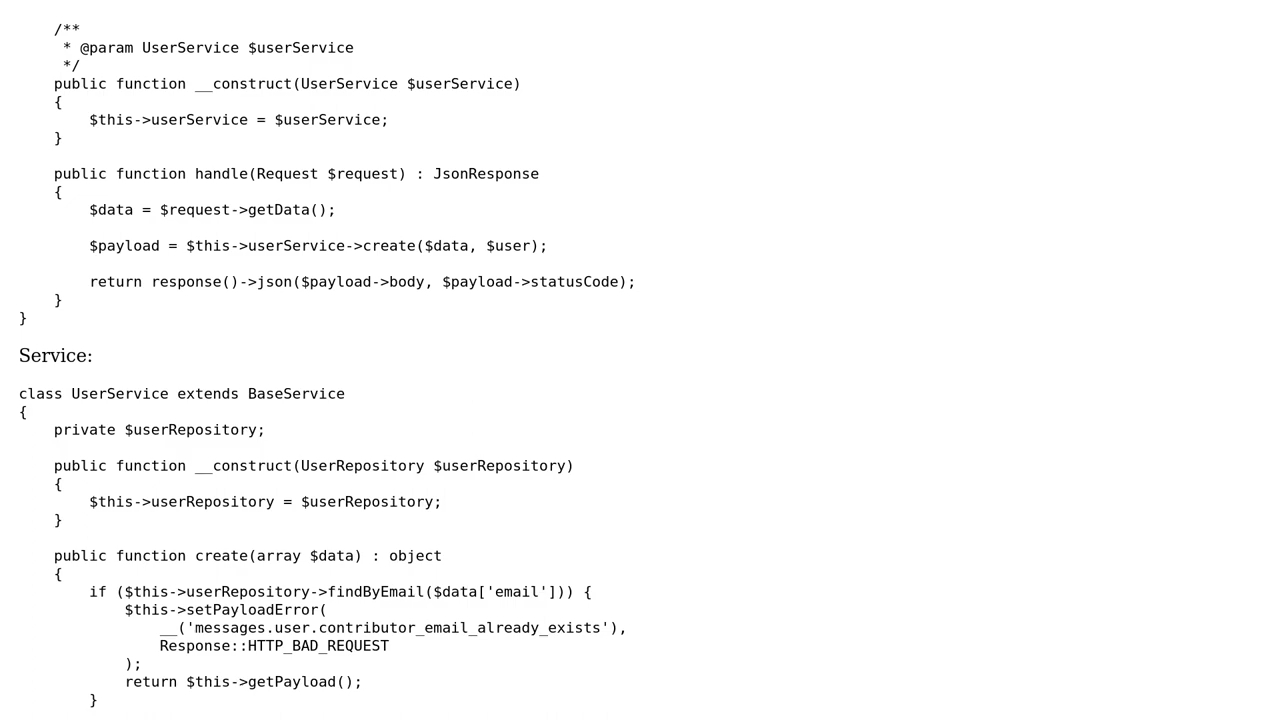 /**
     * @param UserService $userService
     */
    public function __construct(UserService $userService)
    {
        $this->userService = $userService;
    }

    public function handle(Request $request) : JsonResponse
    {
        $data = $request->getData();

        $payload = $this->userService->create($data, $user);

        return response()->json($payload->body, $payload->statusCode);
    }
}
Service:
class UserService extends BaseService
{
    private $userRepository;

    public function __construct(UserRepository $userRepository)
    {
        $this->userRepository = $userRepository;
    }

    public function create(array $data) : object
    {
        if ($this->userRepository->findByEmail($data['email'])) {
            $this->setPayloadError(
                __('messages.user.contributor_email_already_exists'),
                Response::HTTP_BAD_REQUEST
            );
            return $this->getPayload();
        }